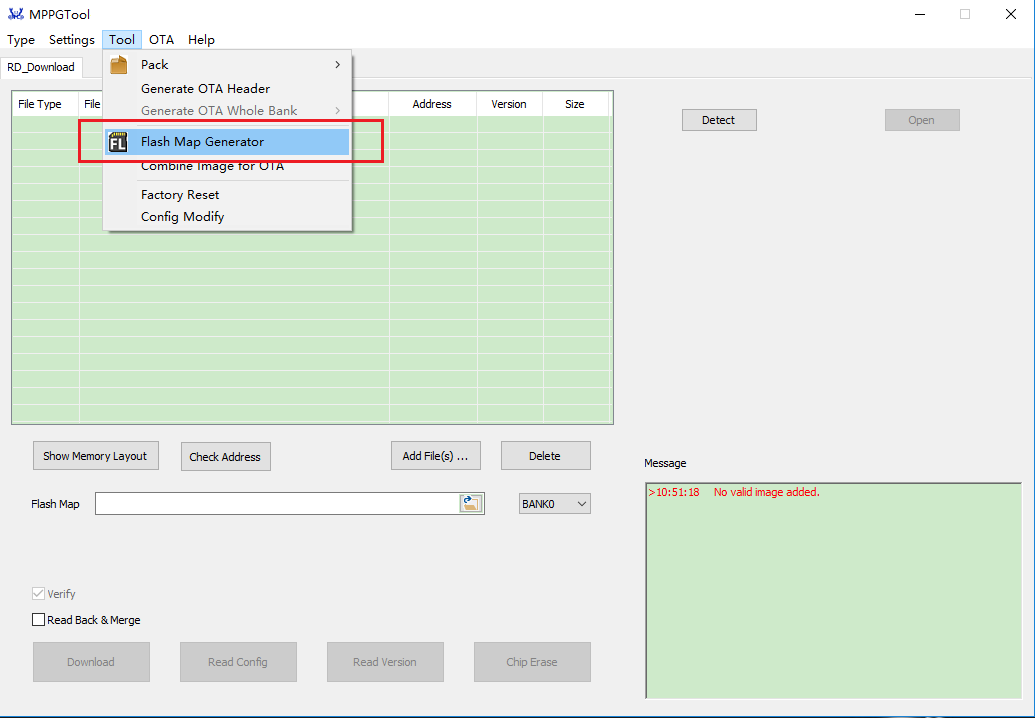 MPPGTool
Type Settings Tool OTA Help
RD_Download
Pack
Generate OTA Header
Generate OTA Whole Bank
FL Flash Map Generator
Combine Image for OTA
Factory Reset
Config Modify
File Type File Address Version Size
Detect Open
Show Memory Layout Check Address Add File(s) ... Delete
Flash Map BANK0
Message
>10:51:18 No valid image added.
Verify
Read Back & Merge
Download Read Config Read Version Chip Erase